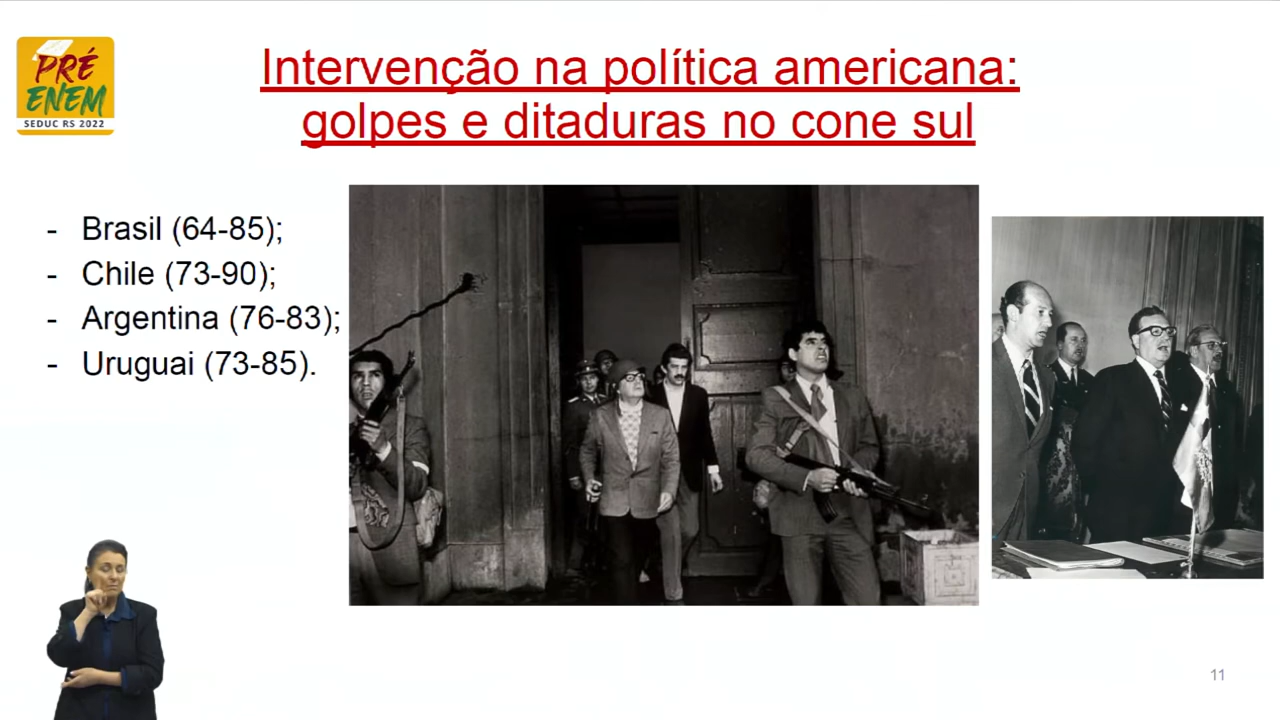 PRÉ
ENEM
SEDUC RS 2022
Intervenção na política americana:
golpes e ditaduras no cone sul
- Brasil (64-85);
- Chile (73-90);
- Argentina (76-83);
- Uruguai (73-85).
11